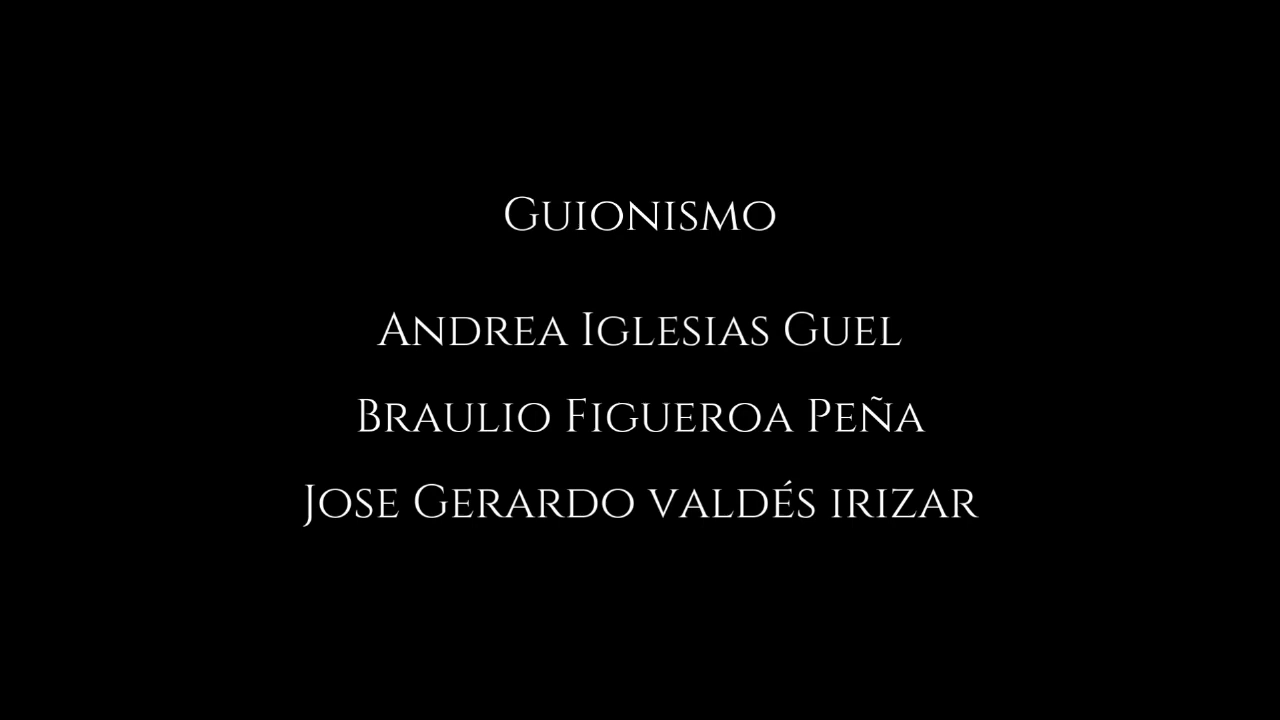 Guionismo
Andrea Iglesias Guel
Braulio Figueroa Peña
Jose Gerardo valdés irizar